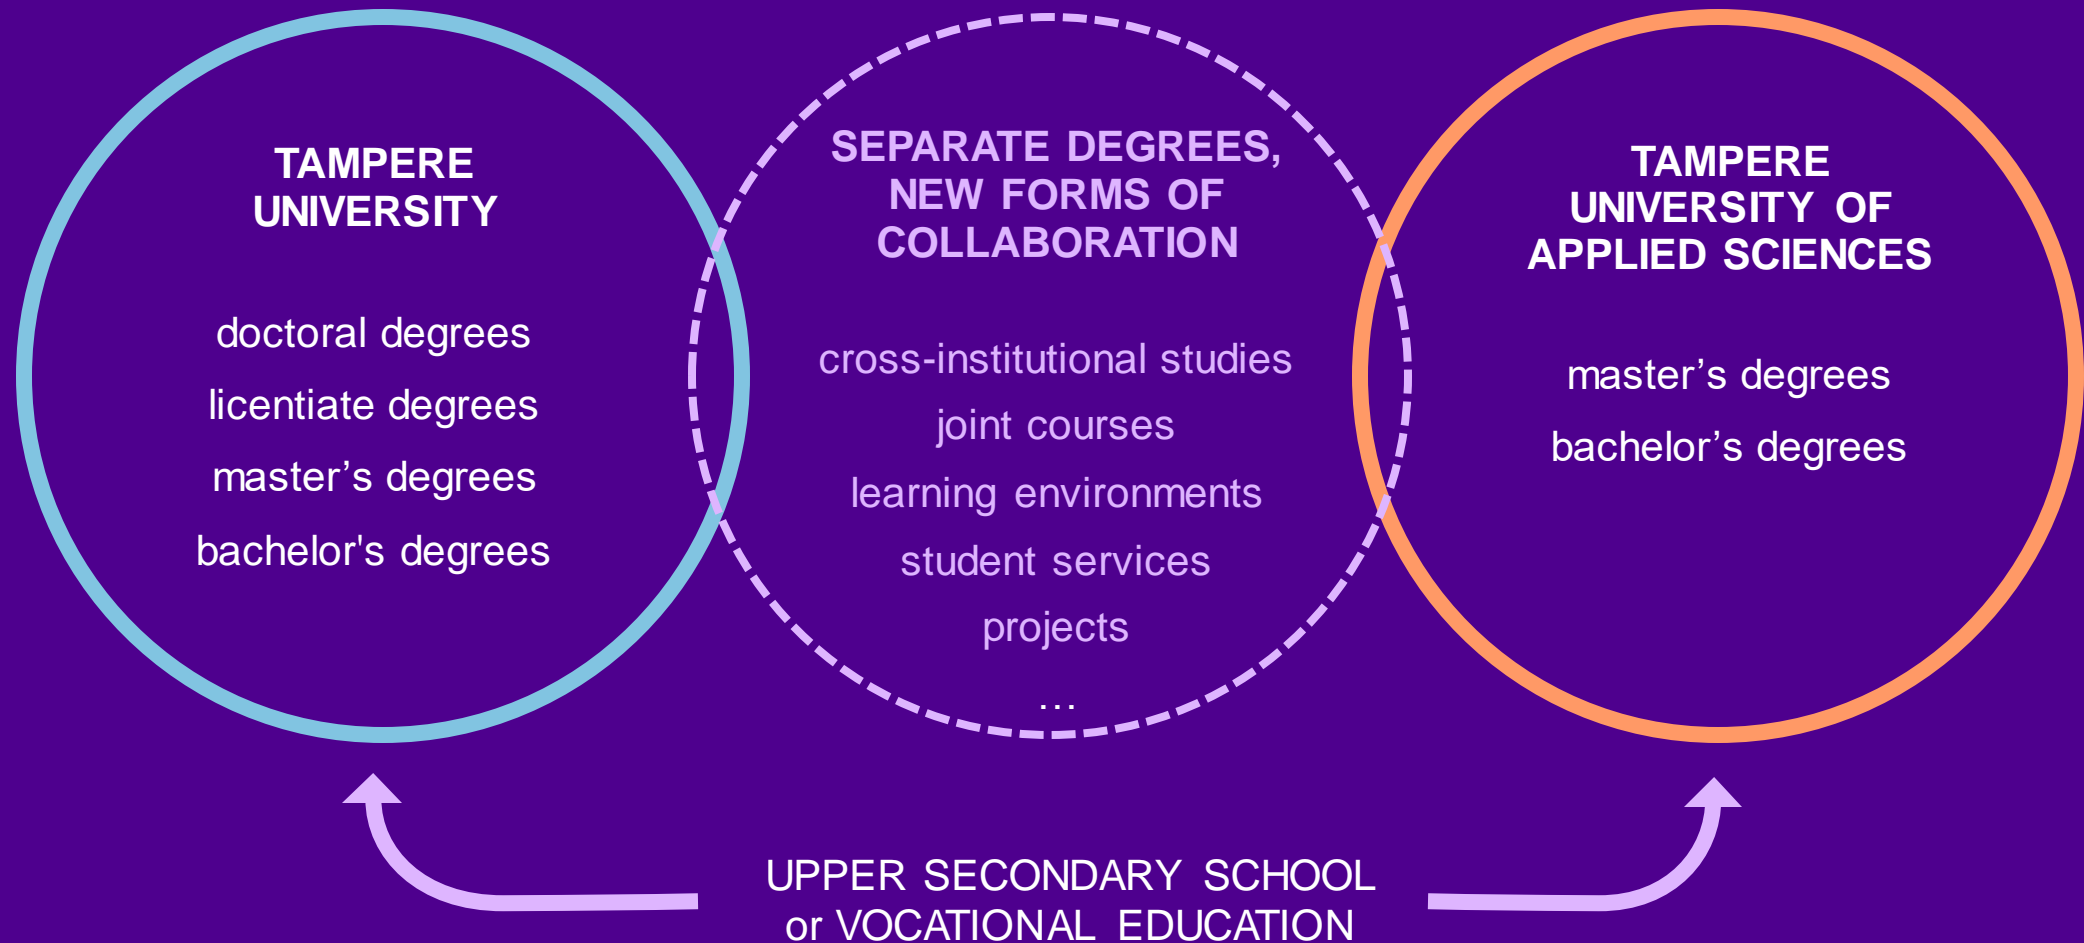 TAMPERE
UNIVERSITY
doctoral degrees
licentiate degrees
master’s degrees
bachelor's degrees
SEPARATE DEGREES,
NEW FORMS OF
COLLABORATION
cross-institutional studies
joint courses
learning environments
student services
projects
…
TAMPERE
UNIVERSITY OF
APPLIED SCIENCES
master’s degrees
bachelor’s degrees
UPPER SECONDARY SCHOOL
or VOCATIONAL EDUCATION